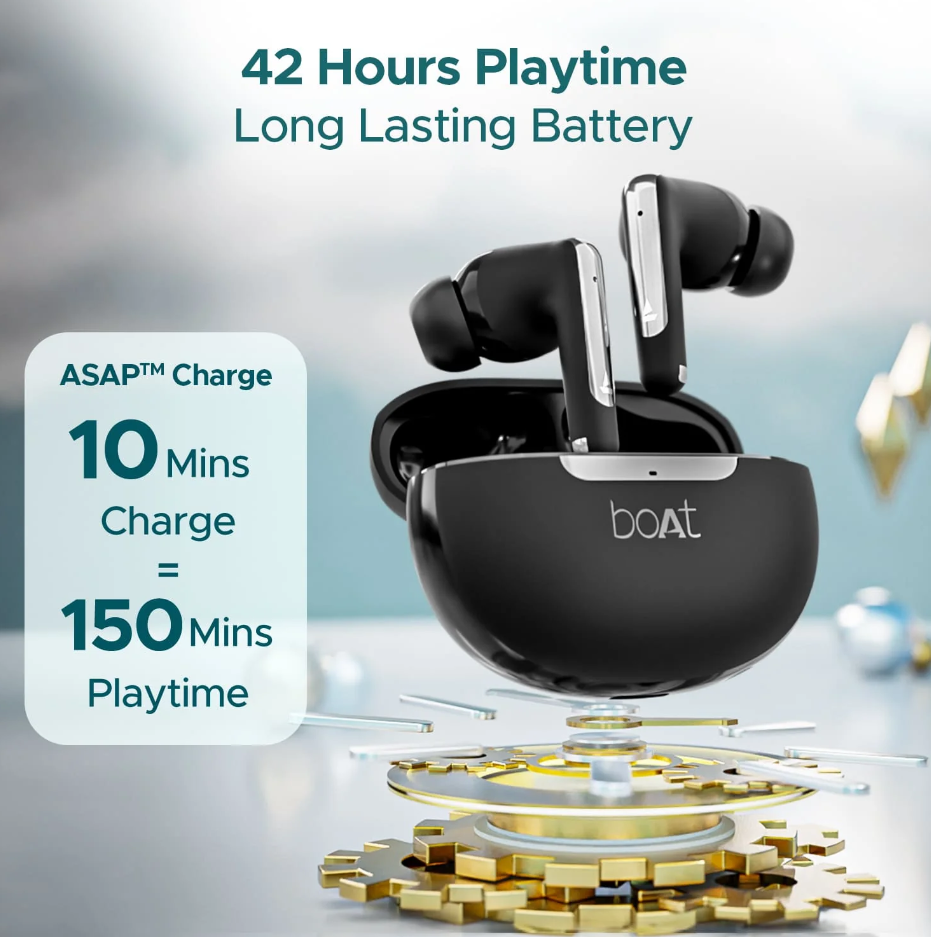 42 Hours Playtime
Long Lasting Battery
ASAP™ Charge
10 Mins
Charge
=
150 Mins
Playtime
boAt